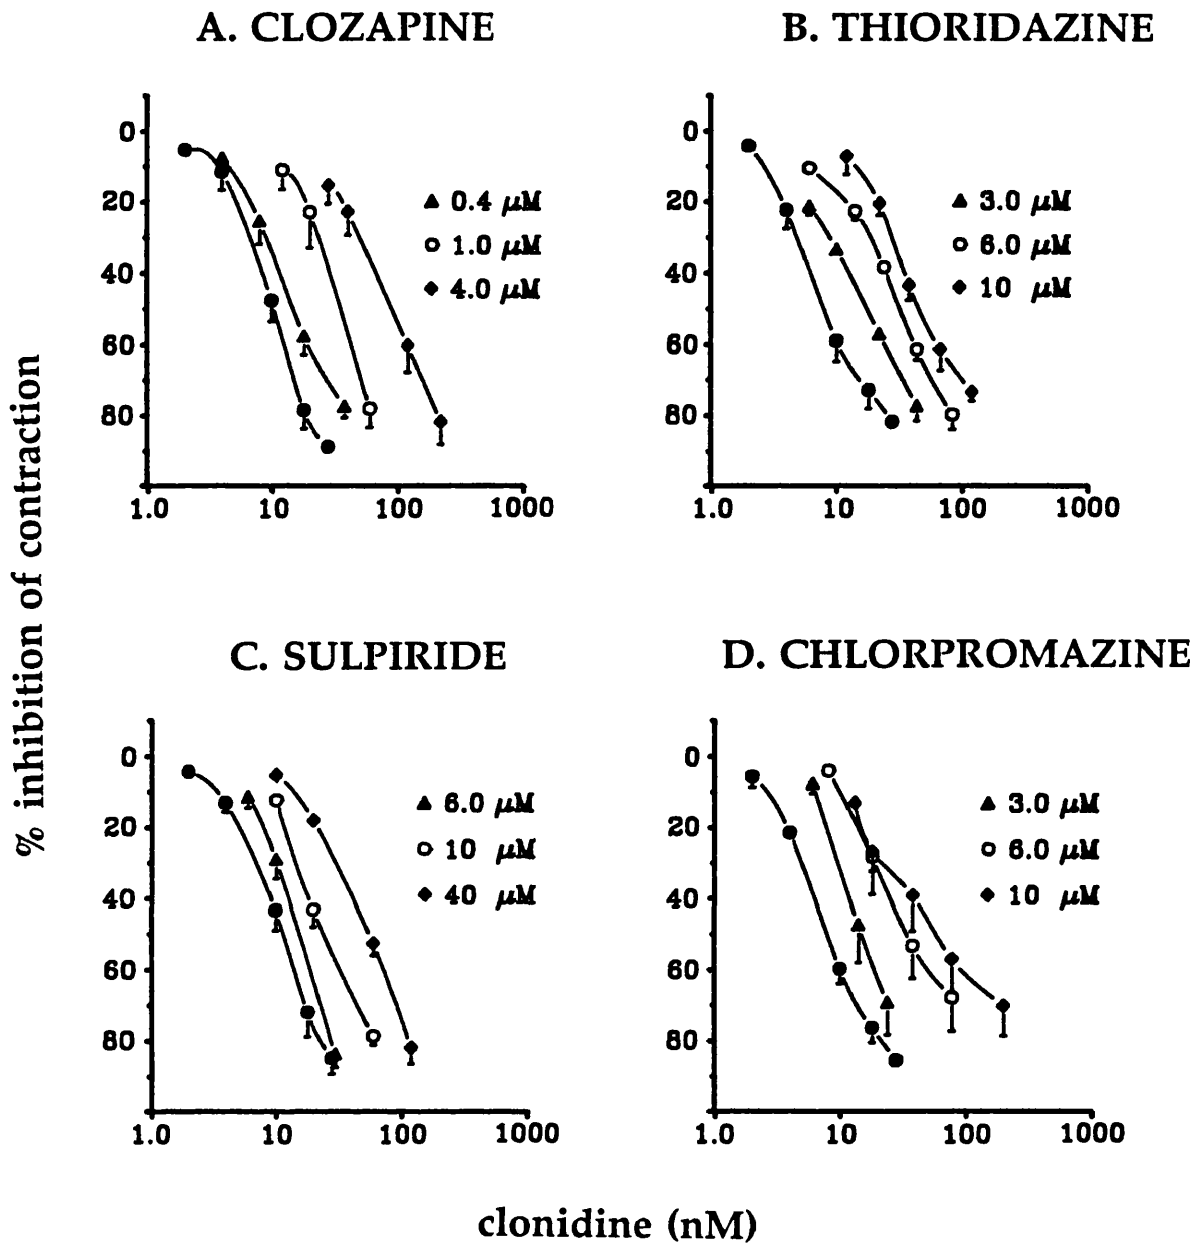 A. CLOZAPINE
0
20
40
60
80
1.0 10 100 1000
0.4 μM
1.0 μM
4.0 μM
B. THIORIDAZINE
0
20
40
60
80
1.0 10 100 1000
3.0 μM
6.0 μM
10 μM
% inhibition of contraction
C. SULPIRIDE
0
20
40
60
80
1.0 10 100 1000
6.0 μM
10 μM
40 μM
D. CHLORPROMAZINE
0
20
40
60
80
1.0 10 100 1000
3.0 μM
6.0 μM
10 μM
clonidine (nM)